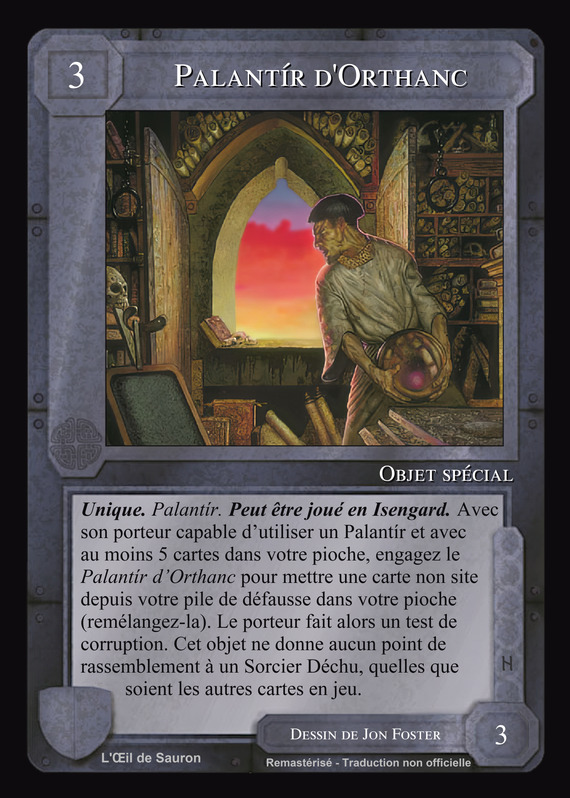 3
PALANTÍR D'ORTHANC
OBJET SPÉCIAL
Unique. Palantír. Peut être joué en Isengard. Avec
son porteur capable d’utiliser un Palantír et avec
au moins 5 cartes dans votre pioche, engagez le
Palantír d’Orthanc pour mettre une carte non site
depuis votre pile de défausse dans votre pioche
(remélangez-la). Le porteur fait alors un test de
corruption. Cet objet ne donne aucun point de
rassemblement à un Sorcier Déchu, quelles que
soient les autres cartes en jeu.
DESSIN DE JON FOSTER
3
L'Œil de Sauron
Remastérisé - Traduction non officielle